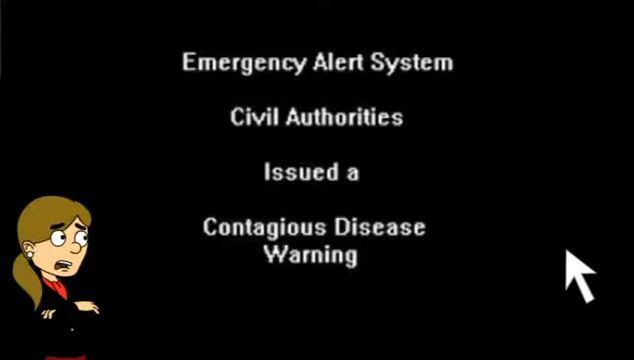 Emergency Alert System
Civil Authorities
Issued a
Contagious Disease
Warning